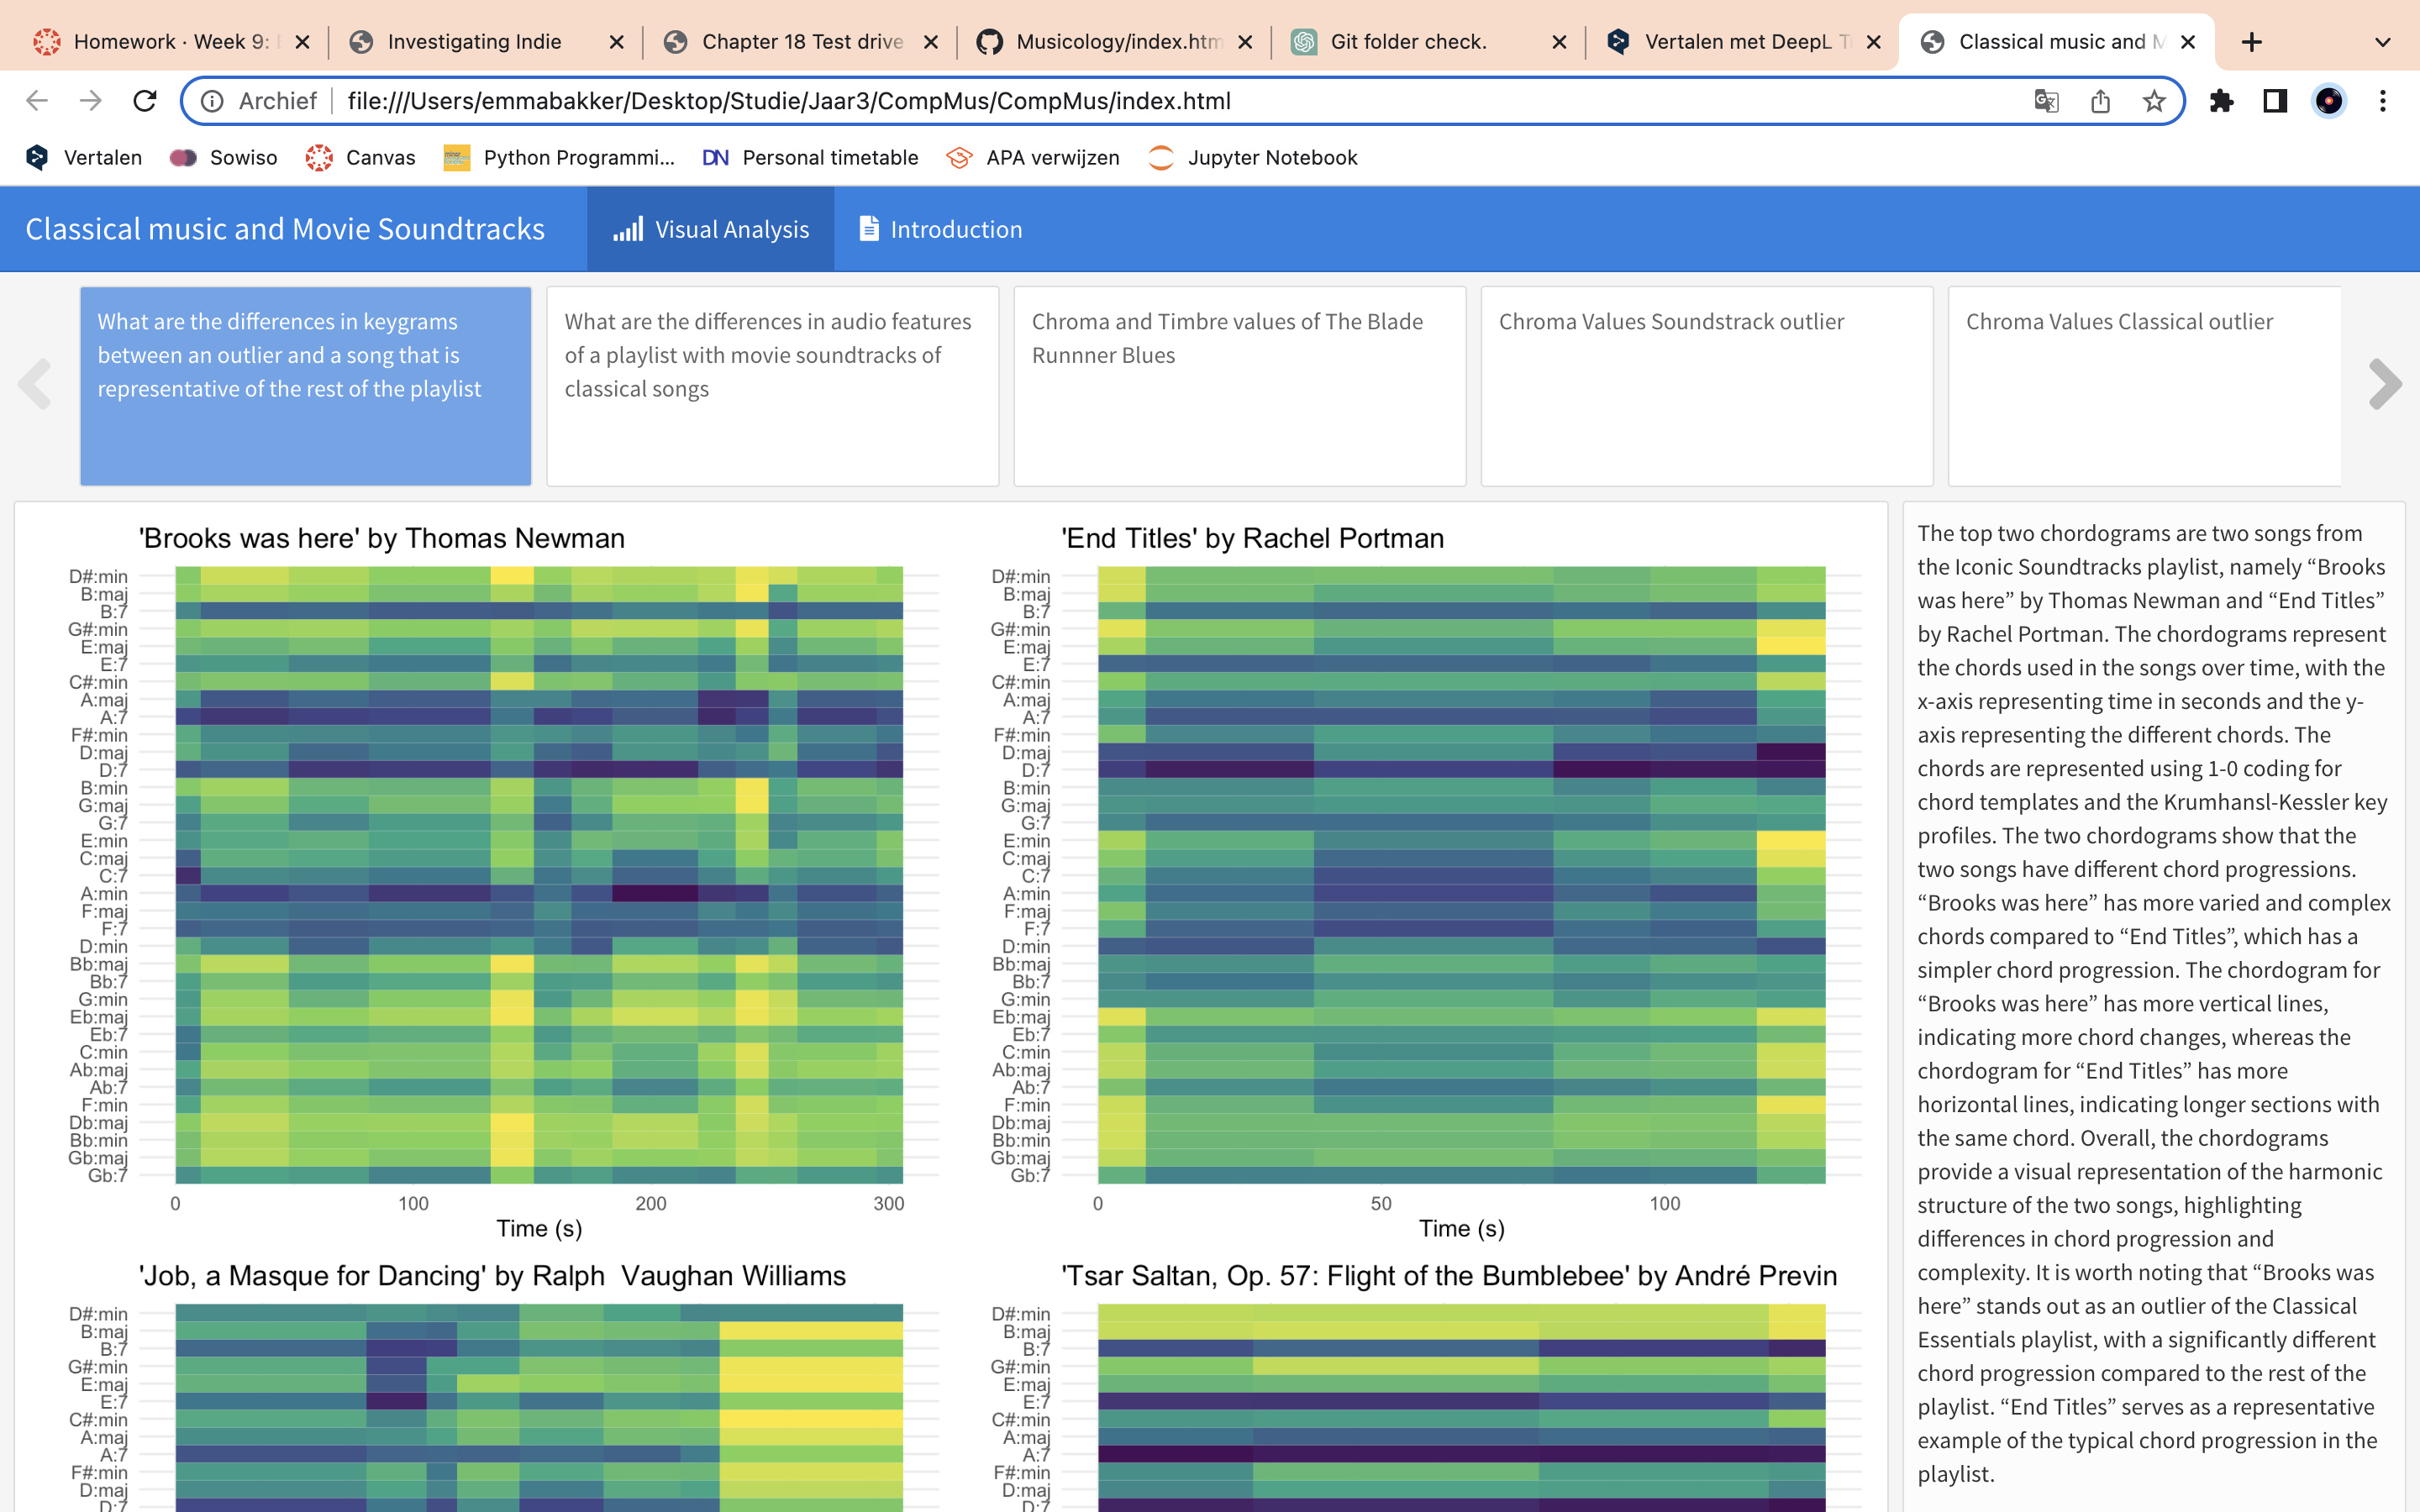 Homework · Week 9:
Investigating Indie
Chapter 18 Test drive
Musicology/index.htm
Git folder check.
Vertalen met DeepL T
Classical music and M
Archief
file:///Users/emmabakker/Desktop/Studie/Jaar3/CompMus/CompMus/index.html
Vertalen
Sowiso
Canvas
Python Programmi...
DN Personal timetable
APA verwijzen
Jupyter Notebook
Classical music and Movie Soundtracks
Visual Analysis
Introduction
What are the differences in keygrams
between an outlier and a song that is
representative of the rest of the playlist
What are the differences in audio features
of a playlist with movie soundtracks of
classical songs
Chroma and Timbre values of The Blade
Runnner Blues
Chroma Values Soundstrack outlier
Chroma Values Classical outlier
'Brooks was here' by Thomas Newman
D#:min
B:maj
B:7
G#:min
E:maj
E:7
C#:min
A:maj
A:7
F#:min
D:maj
D:7
B:min
G:maj
G:7
E:min
C:maj
C:7
A:min
F:maj
F:7
D:min
Bb:maj
Bb:7
G:min
Eb:maj
Eb:7
C:min
Ab:maj
Ab:7
F:min
Db:maj
Bb:min
Gb:maj
Gb:7
0 100 200 300
Time (s)
'End Titles' by Rachel Portman
D#:min
B:maj
B:7
G#:min
E:maj
E:7
C#:min
A:maj
A:7
F#:min
D:maj
D:7
B:min
G:maj
G:7
E:min
C:maj
C:7
A:min
F:maj
F:7
D:min
Bb:maj
Bb:7
G:min
Eb:maj
Eb:7
C:min
Ab:maj
Ab:7
F:min
Db:maj
Bb:min
Gb:maj
Gb:7
0 50 100
Time (s)
'Job, a Masque for Dancing' by Ralph  Vaughan Williams
D#:min
B:maj
B:7
G#:min
E:maj
E:7
C#:min
A:maj
A:7
F#:min
D:maj
D:7
'Tsar Saltan, Op. 57: Flight of the Bumblebee' by André Previn
D#:min
B:maj
B:7
G#:min
E:maj
E:7
C#:min
A:maj
A:7
F#:min
D:maj
D:7
The top two chordograms are two songs from
the Iconic Soundtracks playlist, namely “Brooks
was here” by Thomas Newman and “End Titles”
by Rachel Portman. The chordograms represent
the chords used in the songs over time, with the
x-axis representing time in seconds and the y-
axis representing the different chords. The
chords are represented using 1-0 coding for
chord templates and the Krumhansl-Kessler key
profiles. The two chordograms show that the
two songs have different chord progressions.
“Brooks was here” has more varied and complex
chords compared to “End Titles”, which has a
simpler chord progression. The chordogram for
“Brooks was here” has more vertical lines,
indicating more chord changes, whereas the
chordogram for “End Titles” has more
horizontal lines, indicating longer sections with
the same chord. Overall, the chordograms
provide a visual representation of the harmonic
structure of the two songs, highlighting
differences in chord progression and
complexity. It is worth noting that “Brooks was
here” stands out as an outlier of the Classical
Essentials playlist, with a significantly different
chord progression compared to the rest of the
playlist. “End Titles” serves as a representative
example of the typical chord progression in the
playlist.